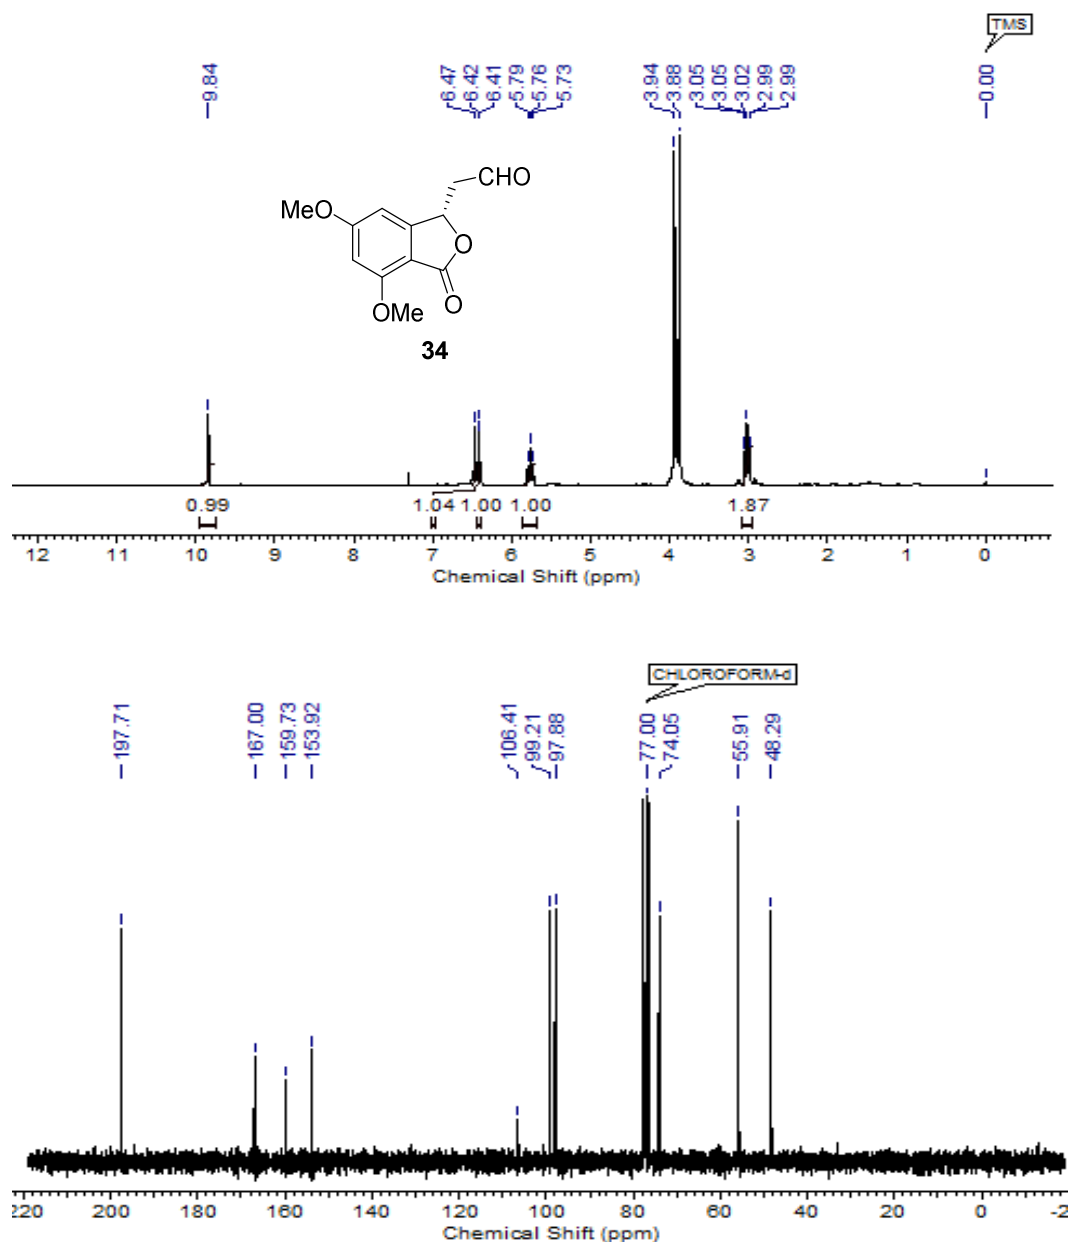 TMS
9.84
6.47
6.42
6.41
5.79
5.76
5.73
3.94
3.88
3.05
3.05
3.02
2.99
2.99
-0.00
CHO
MeO
O
O
OMe
34
0.99 1.04 1.00 1.00 1.87
12 11 10 9 8 7 6 5 4 3 2 1 0
Chemical Shift (ppm)
CHLOROFORM-d
197.71
167.00
159.73
153.92
106.41
99.21
97.88
77.00
74.05
55.91
48.29
220 200 180 160 140 120 100 80 60 40 20 0 -2
Chemical Shift (ppm)